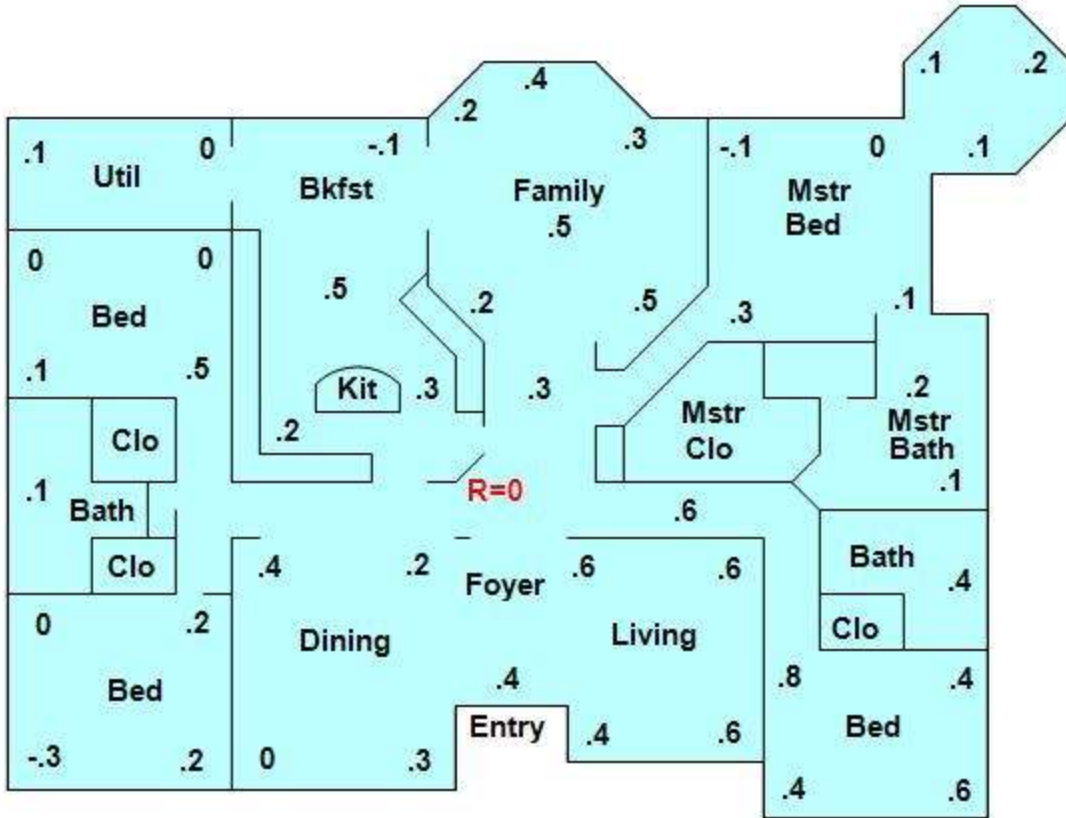 .1 .2
.4
.2
.1 0 -.1 .3 -.1 0 .1
Util Bkfst Family Mstr
Bed
.5
0 0
.5 .2 .5 .3 .1
Bed
.1 .5
Kit .3 .3 .2
.2 Mstr Mstr
Clo Clo Bath
.1 R=0 .1
Bath .6
Clo .4 .2 Foyer .6 .6 Bath
.4
0 .2 Dining Living Clo
Bed .4 .8 .4
-.3 .2 0 .3 Entry .4 .6 Bed
.4 .6